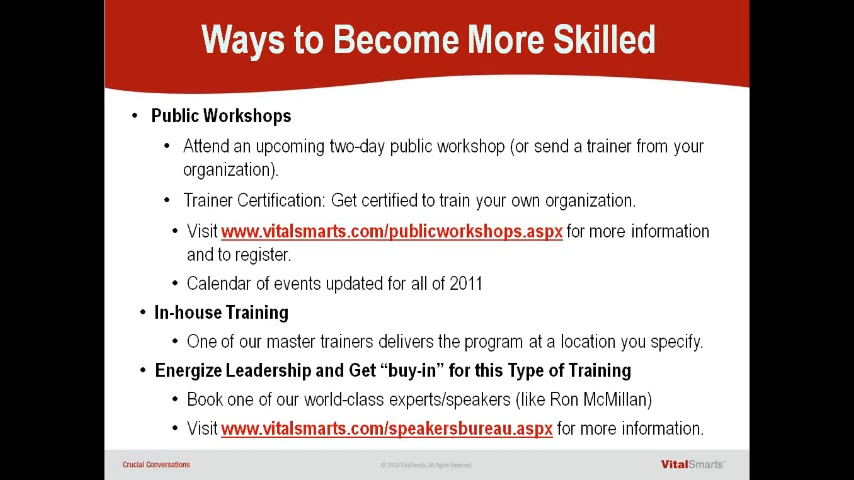 Ways to Become More Skilled
• Public Workshops
• Attend an upcoming two-day public workshop (or send a trainer from your
organization).
• Trainer Certification: Get certified to train your own organization.
• Visit www.vitalsmarts.com/publicworkshops.aspx for more information
and to register.
• Calendar of events updated for all of 2011
• In-house Training
• One of our master trainers delivers the program at a location you specify.
• Energize Leadership and Get “buy-in” for this Type of Training
• Book one of our world-class experts/speakers (like Ron McMillan)
• Visit www.vitalsmarts.com/speakersbureau.aspx for more information.
Crucial Conversations
© VitalSmarts. All Rights Reserved.
VitalSmarts